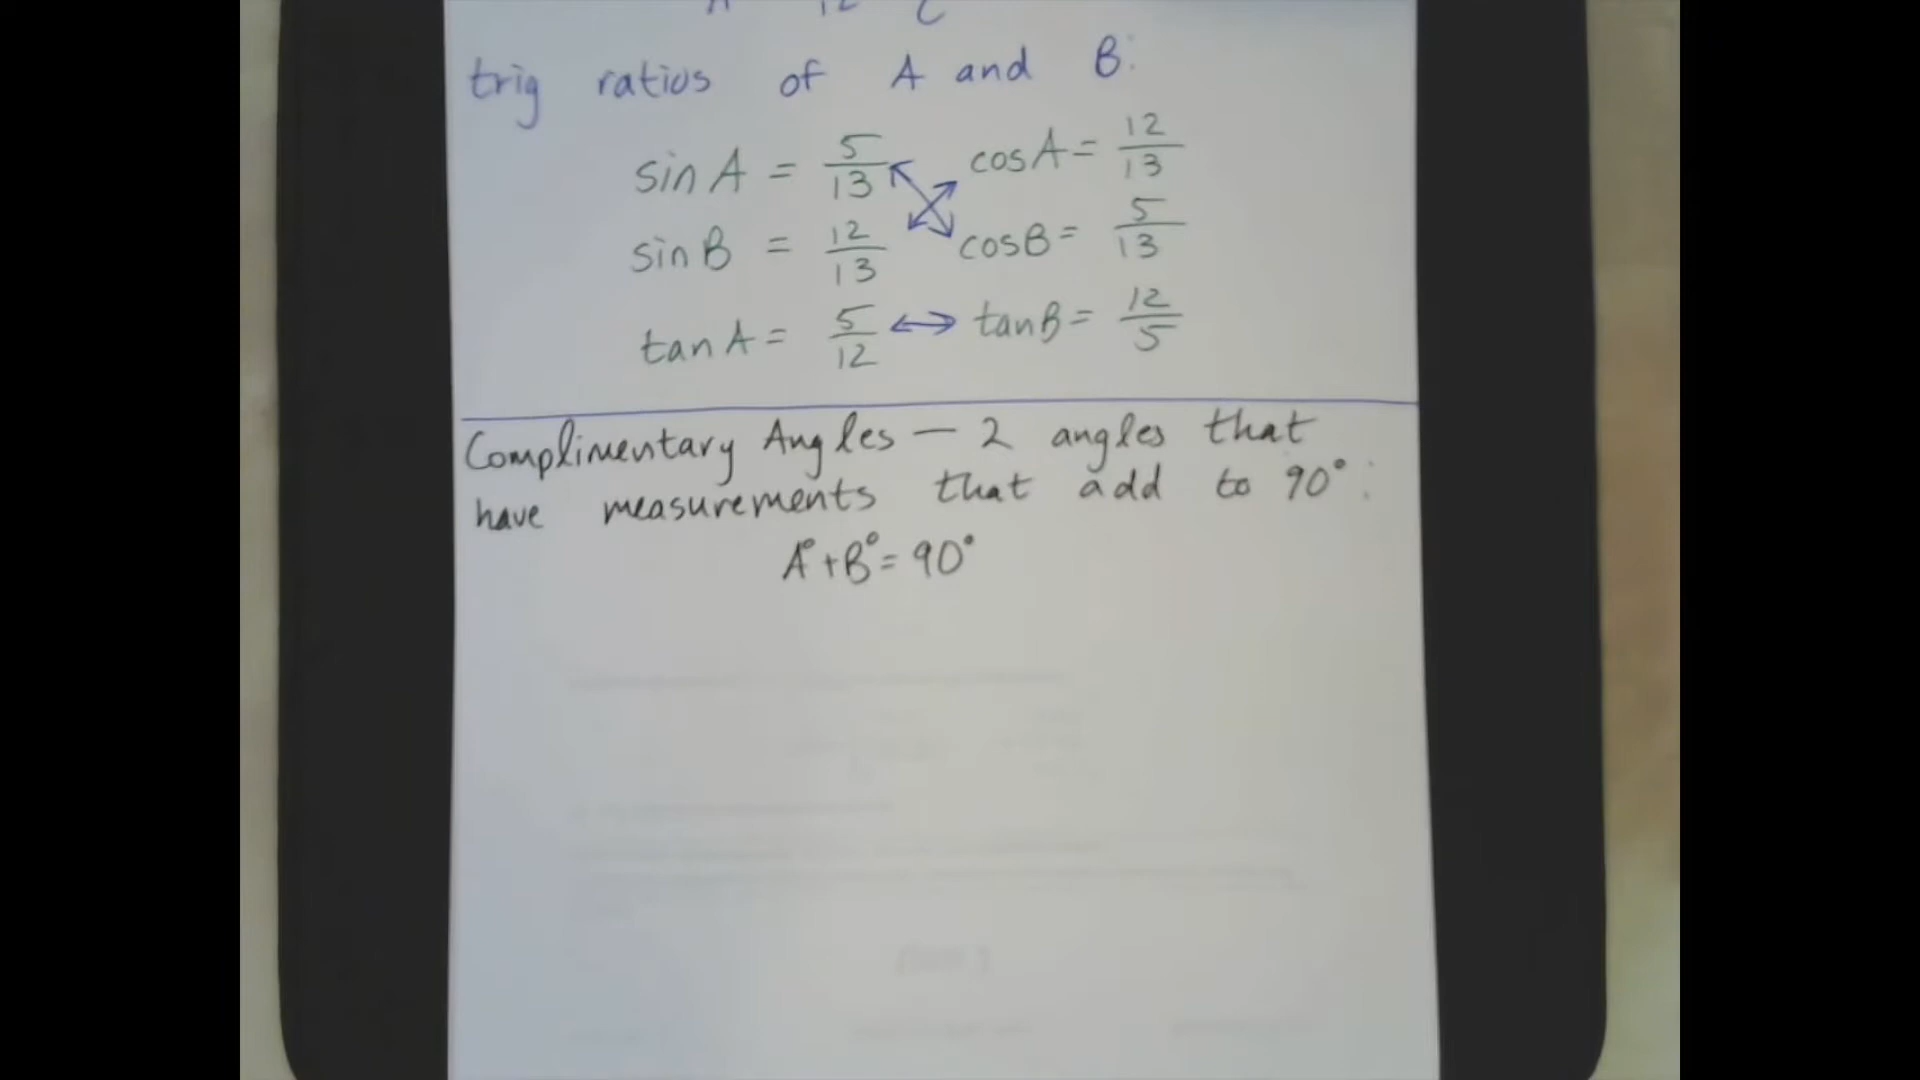 A 12 C
trig ratios of A and B:
sin A = 5/13 cos A = 12/13
sin B = 12/13 cos B = 5/13
tan A = 5/12 ↔ tan B = 12/5
Complimentary Angles — 2 angles that
have measurements that add to 90°:
A° + B° = 90°